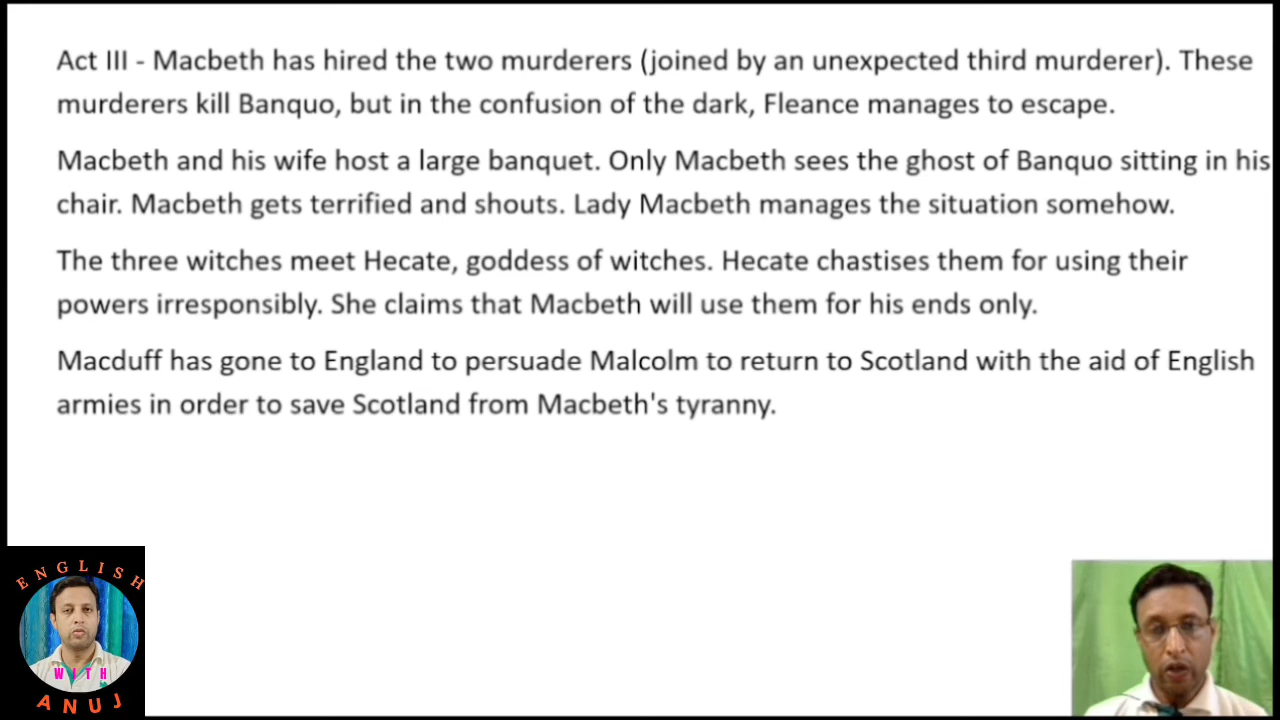 Act III - Macbeth has hired the two murderers (joined by an unexpected third murderer). These
murderers kill Banquo, but in the confusion of the dark, Fleance manages to escape.
Macbeth and his wife host a large banquet. Only Macbeth sees the ghost of Banquo sitting in his
chair. Macbeth gets terrified and shouts. Lady Macbeth manages the situation somehow.
The three witches meet Hecate, goddess of witches. Hecate chastises them for using their
powers irresponsibly. She claims that Macbeth will use them for his ends only.
Macduff has gone to England to persuade Malcolm to return to Scotland with the aid of English
armies in order to save Scotland from Macbeth's tyranny.
ENGLISH
WITH
ANUJ